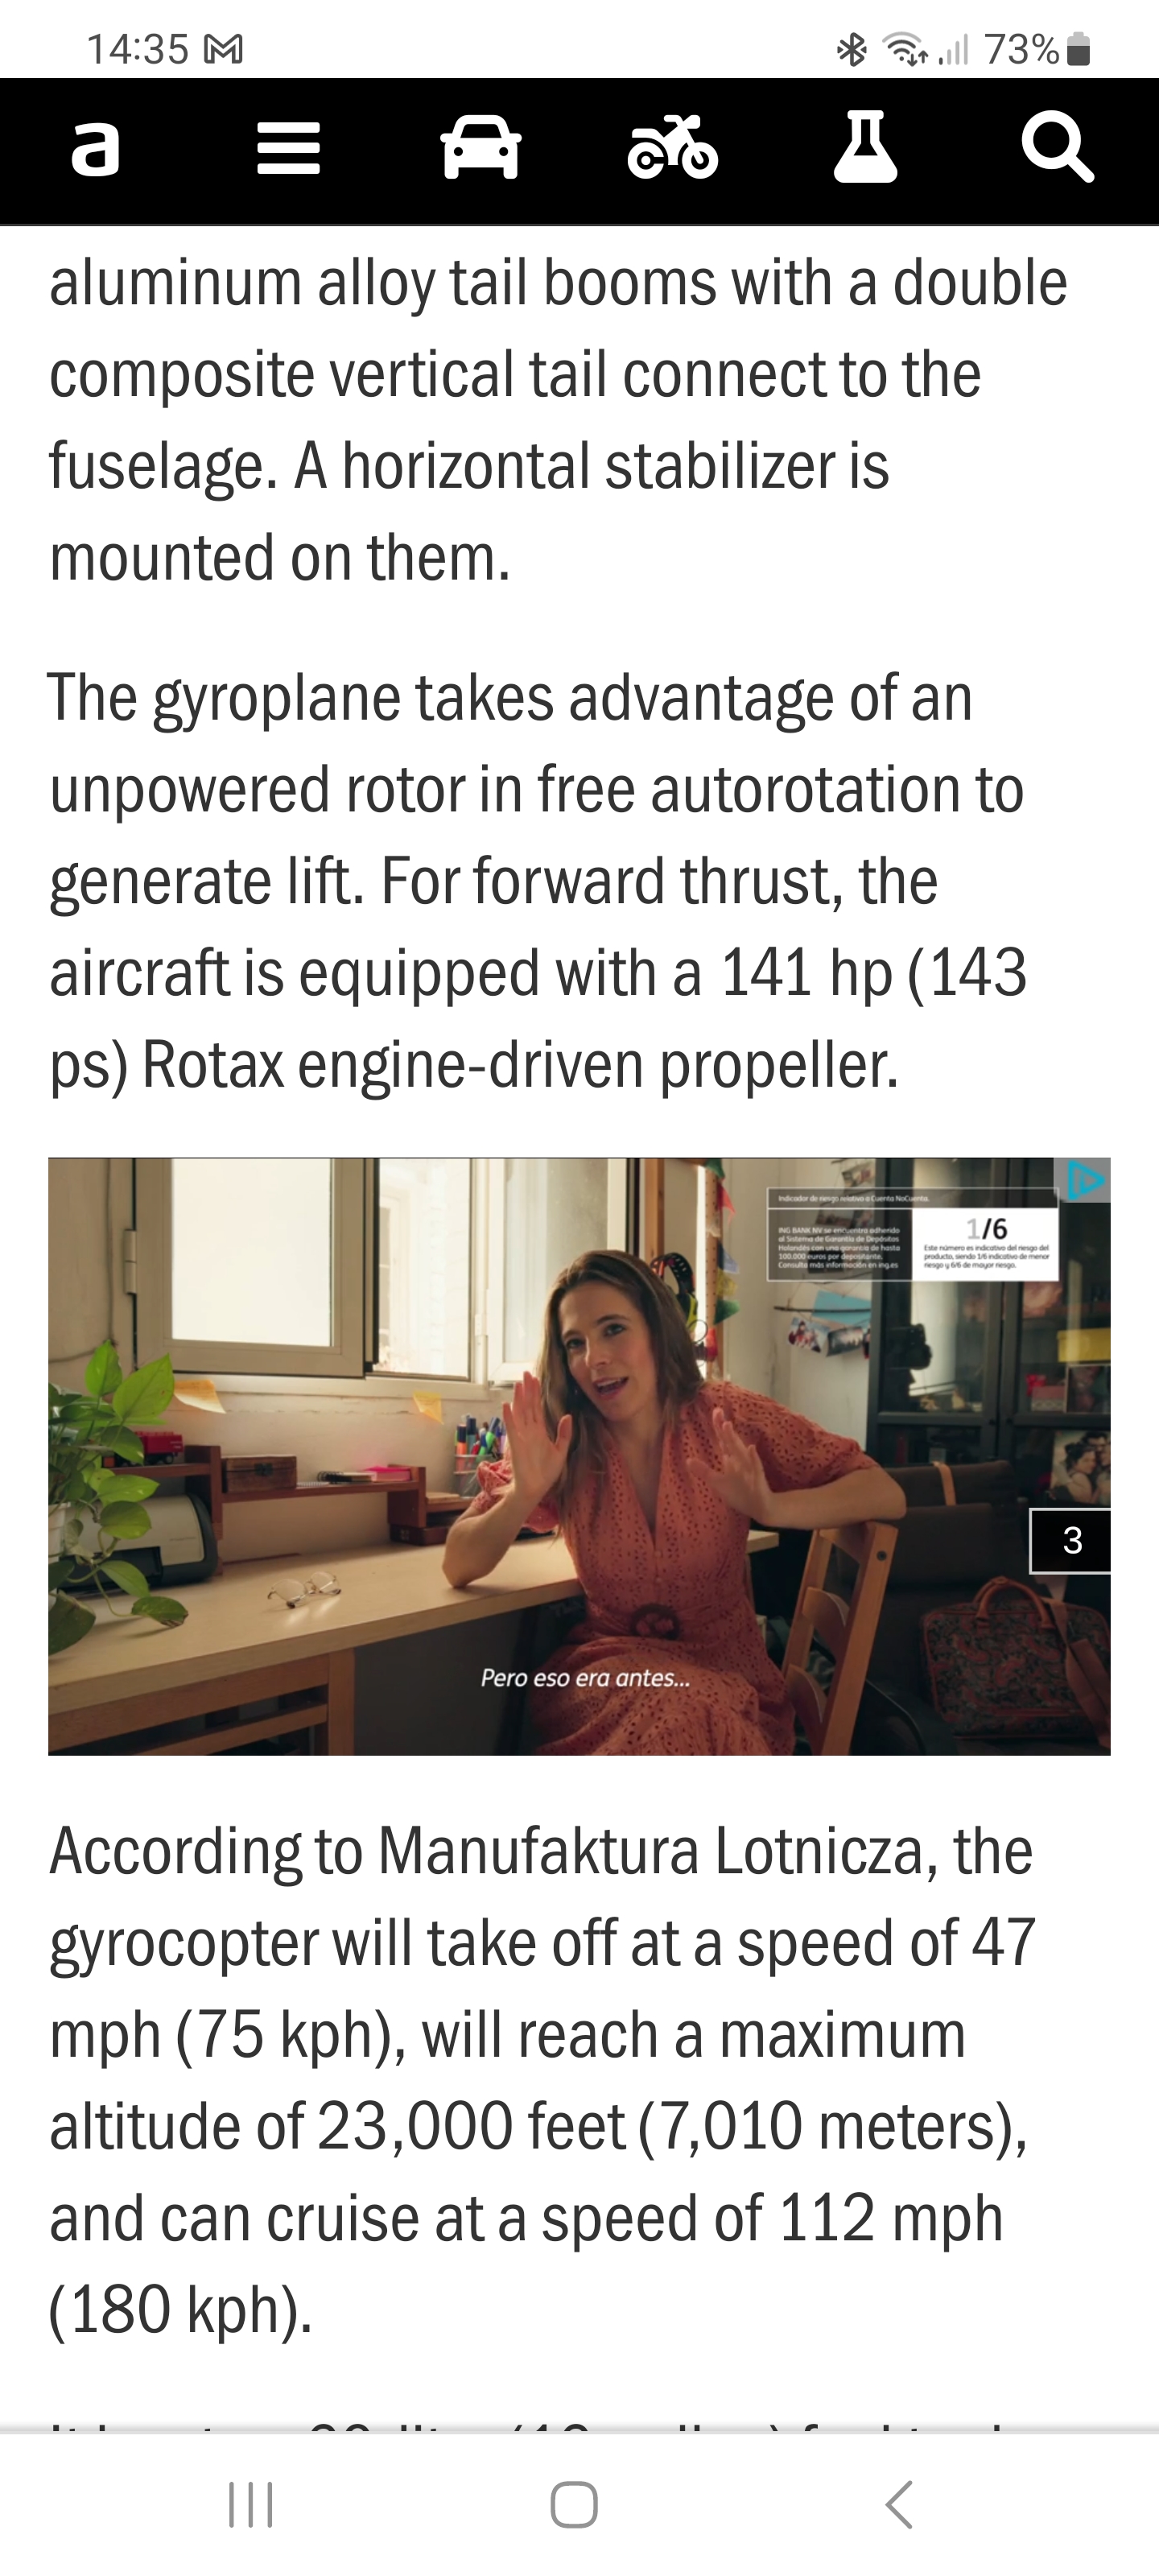 14:35
73%
a
aluminum alloy tail booms with a double
composite vertical tail connect to the
fuselage. A horizontal stabilizer is
mounted on them.
The gyroplane takes advantage of an
unpowered rotor in free autorotation to
generate lift. For forward thrust, the
aircraft is equipped with a 141 hp (143
ps) Rotax engine-driven propeller.
Indicador de riesgo relativo a Cuenta NoCuenta.
ING BANK NV se encuentra adherido
al Sistema de Garantía de Depósitos
Holandés con una garantía de hasta
100.000 euros por depositante.
Consulta más información en ing.es
1/6
Este número es indicativo del riesgo del
producto, siendo 1/6 indicativo de menor
riesgo y 6/6 de mayor riesgo.
3
Pero eso era antes...
According to Manufaktura Lotnicza, the
gyrocopter will take off at a speed of 47
mph (75 kph), will reach a maximum
altitude of 23,000 feet (7,010 meters),
and can cruise at a speed of 112 mph
(180 kph).